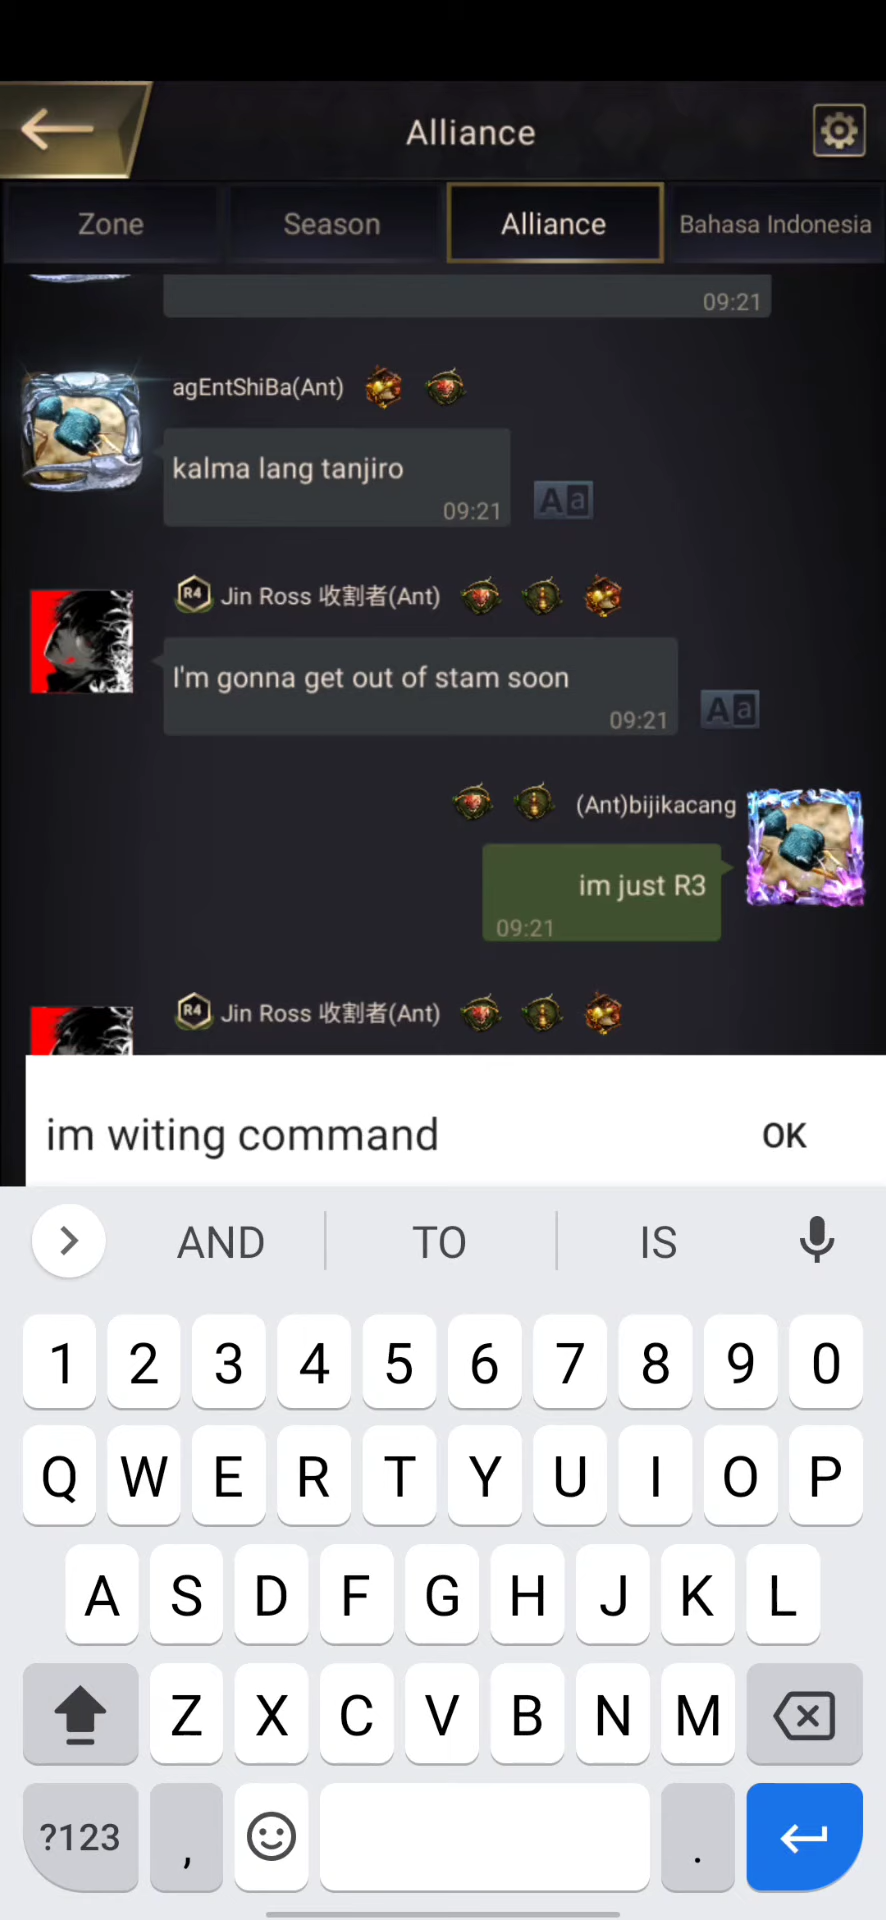 Alliance
Zone Season Alliance Bahasa Indonesia
09:21
agEntShiBa(Ant)
kalma lang tanjiro
09:21
Aa
R4 Jin Ross 收割者(Ant)
I'm gonna get out of stam soon
09:21
Aa
(Ant)bijikacang
im just R3
09:21
R4 Jin Ross 收割者(Ant)
im witing command OK
AND TO IS
1 2 3 4 5 6 7 8 9 0
Q W E R T Y U I O P
A S D F G H J K L
Z X C V B N M
?123 , .